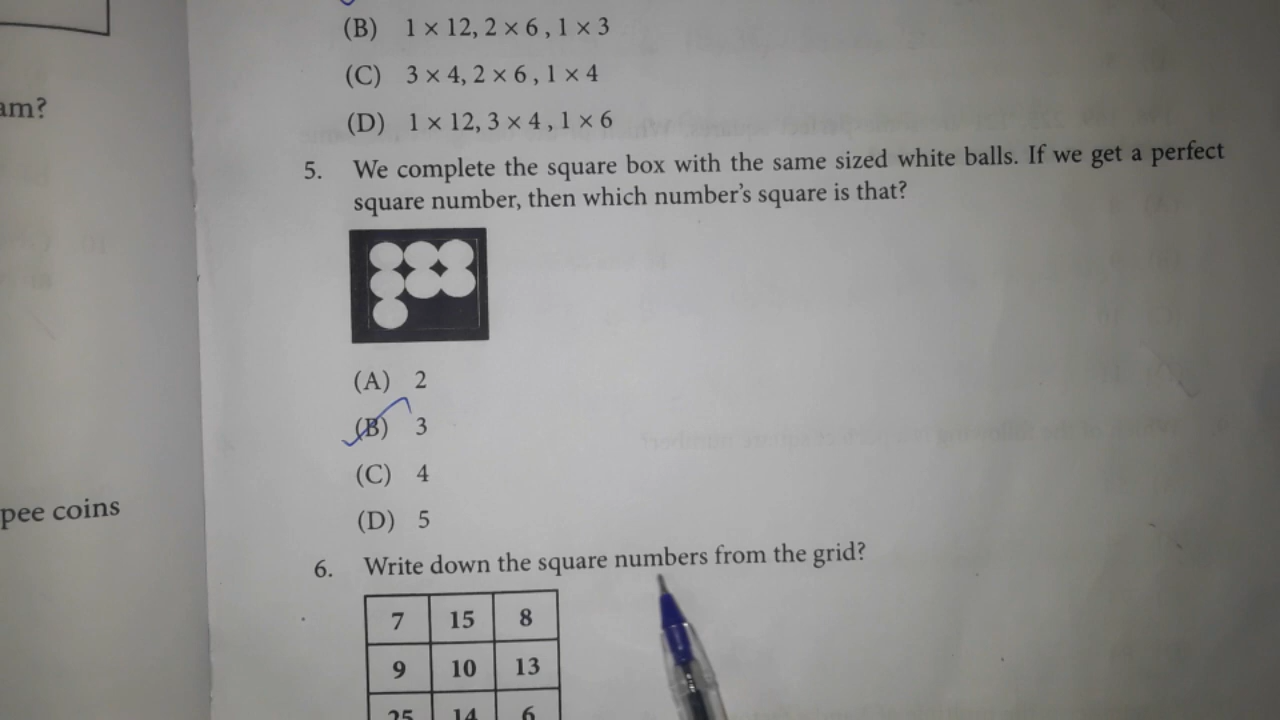 (B) 1 × 12, 2 × 6 , 1 × 3
(C) 3 × 4, 2 × 6 , 1 × 4
am?
(D) 1 × 12, 3 × 4 , 1 × 6
5. We complete the square box with the same sized white balls. If we get a perfect
square number, then which number's square is that?
(A) 2
(B) 3
(C) 4
pee coins
(D) 5
6. Write down the square numbers from the grid?
7 15 8
9 10 13
25 14 6